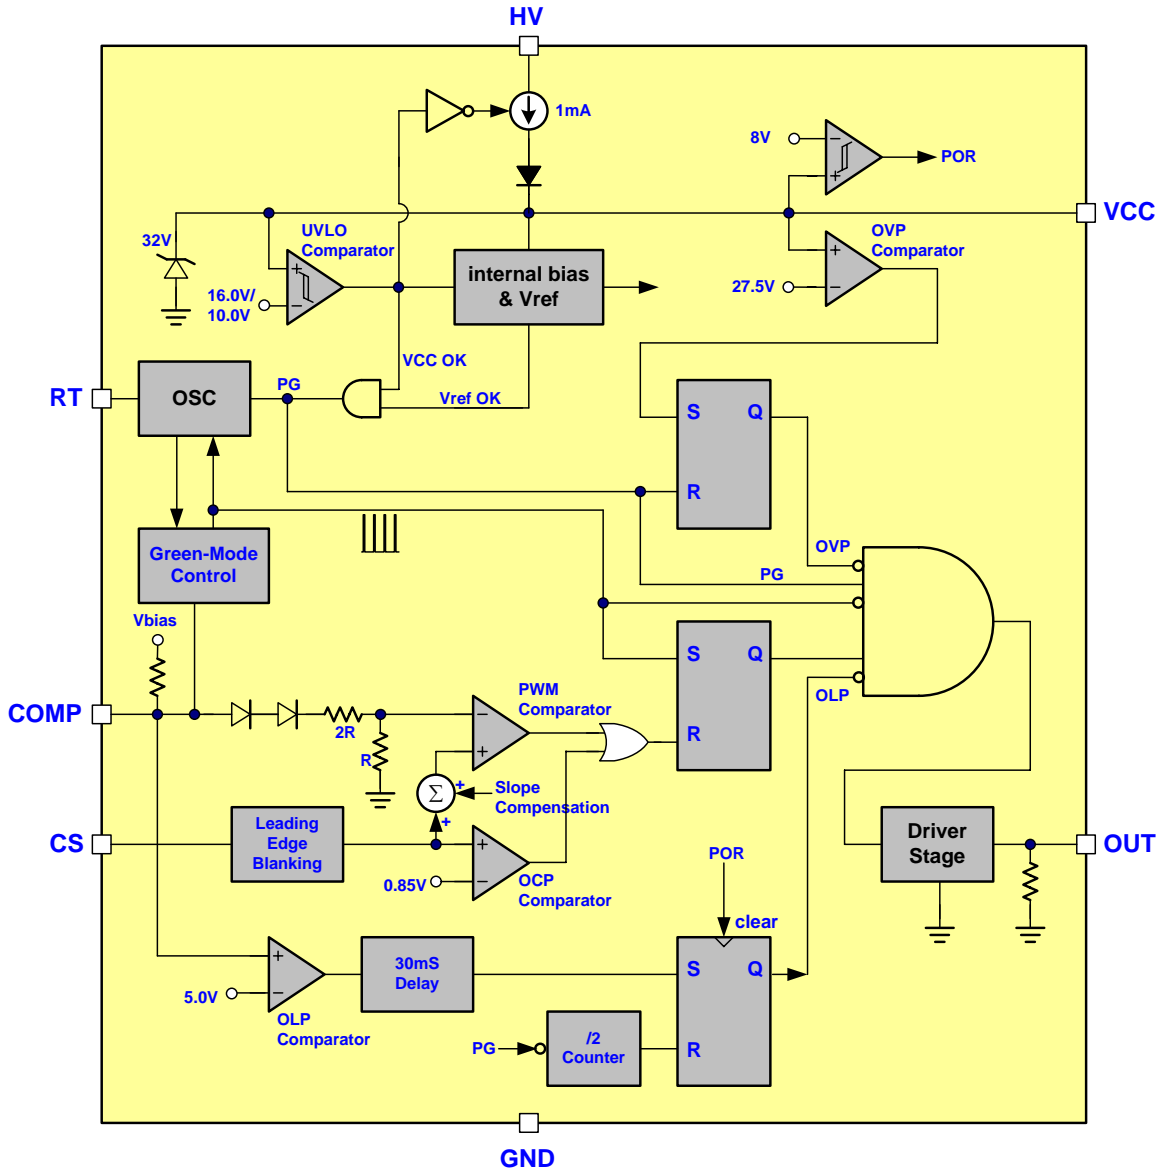 HV
1mA
8V
POR
VCC
32V
UVLO
Comparator
OVP
Comparator
internal bias
& Vref
16.0V/
10.0V
27.5V
VCC OK
RT
OSC
PG
Vref OK
S
Q
R
Green-Mode
Control
OVP
PG
Vbias
S
Q
OLP
PWM
Comparator
COMP
2R
R
R
Σ
+
+
Slope
Compensation
CS
Leading
Edge
Blanking
0.85V
OCP
Comparator
POR
clear
Driver
Stage
OUT
5.0V
OLP
Comparator
30mS
Delay
S
Q
PG
/2
Counter
R
GND